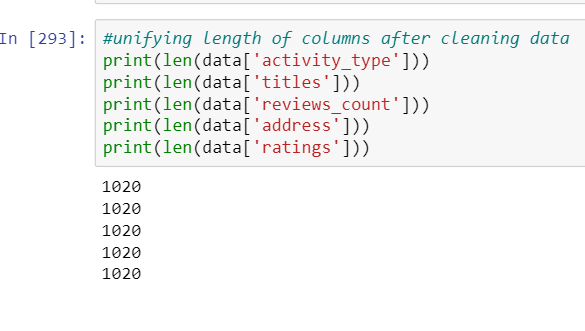 In [293]:
#unifying length of columns after cleaning data
print(len(data['activity_type']))
print(len(data['titles']))
print(len(data['reviews_count']))
print(len(data['address']))
print(len(data['ratings']))
1020
1020
1020
1020
1020